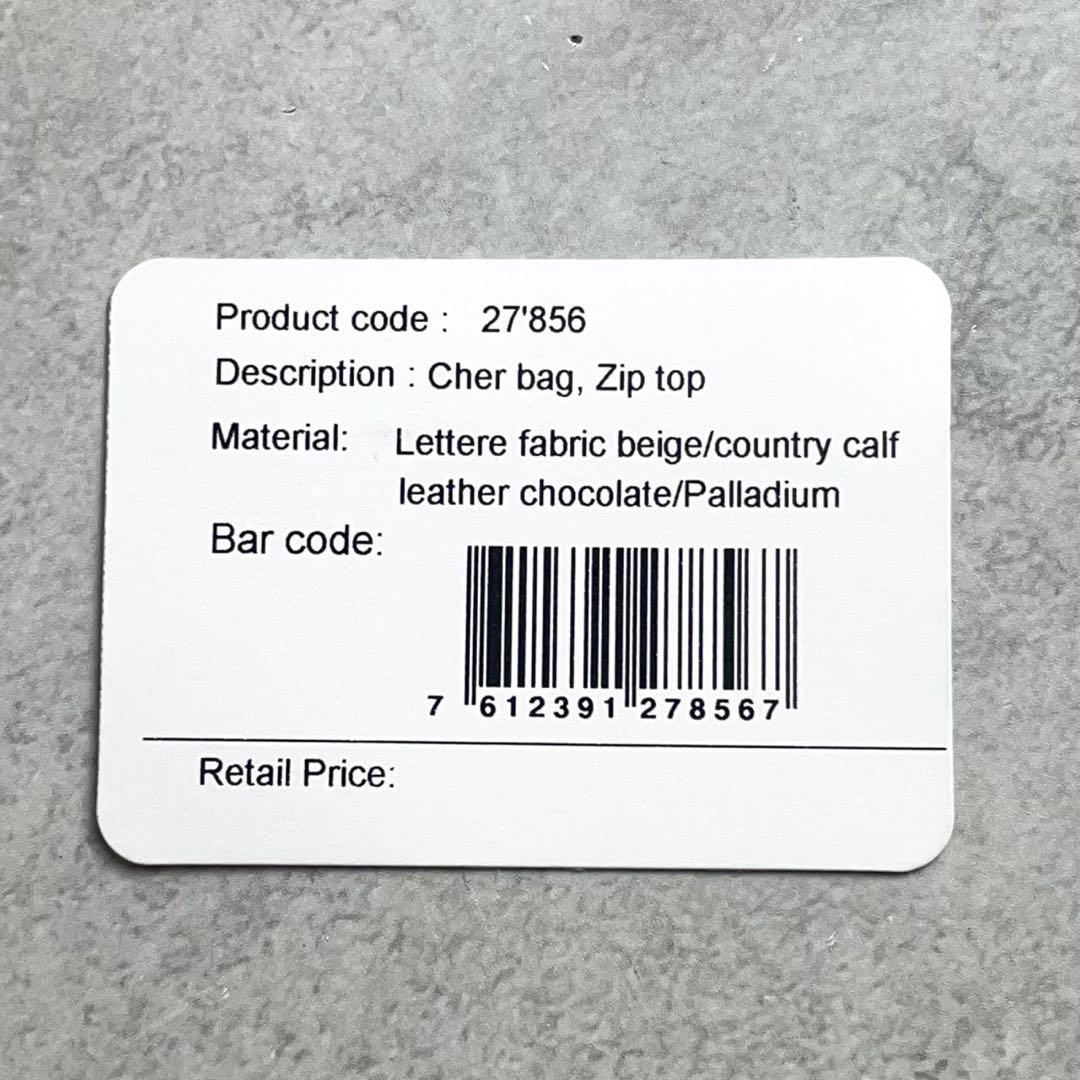 Product code : 27'856
Description : Cher bag, Zip top
Material: Lettere fabric beige/country calf
leather chocolate/Palladium
Bar code:
7 612391 278567
Retail Price: